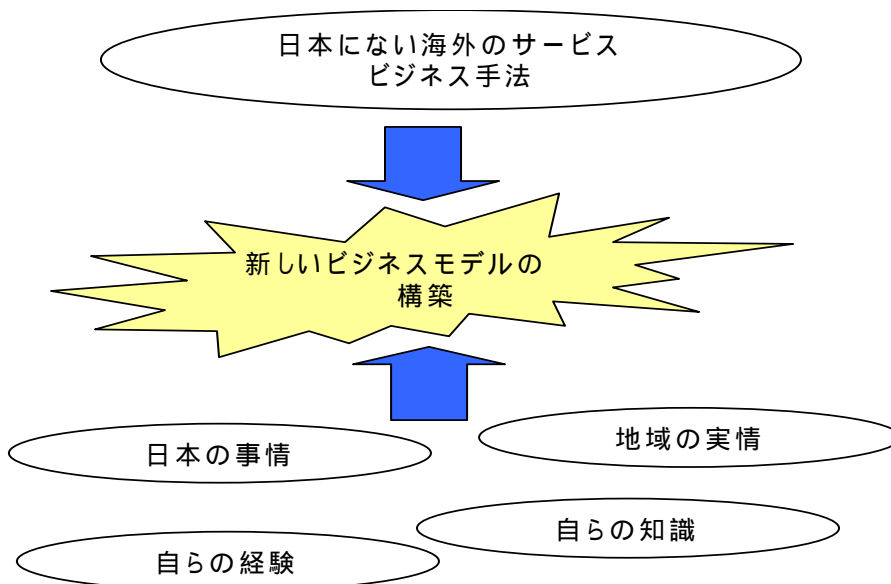 日本にない海外のサービス
ビジネス手法
新しいビジネスモデルの
構築
日本の事情
地域の実情
自らの経験
自らの知識